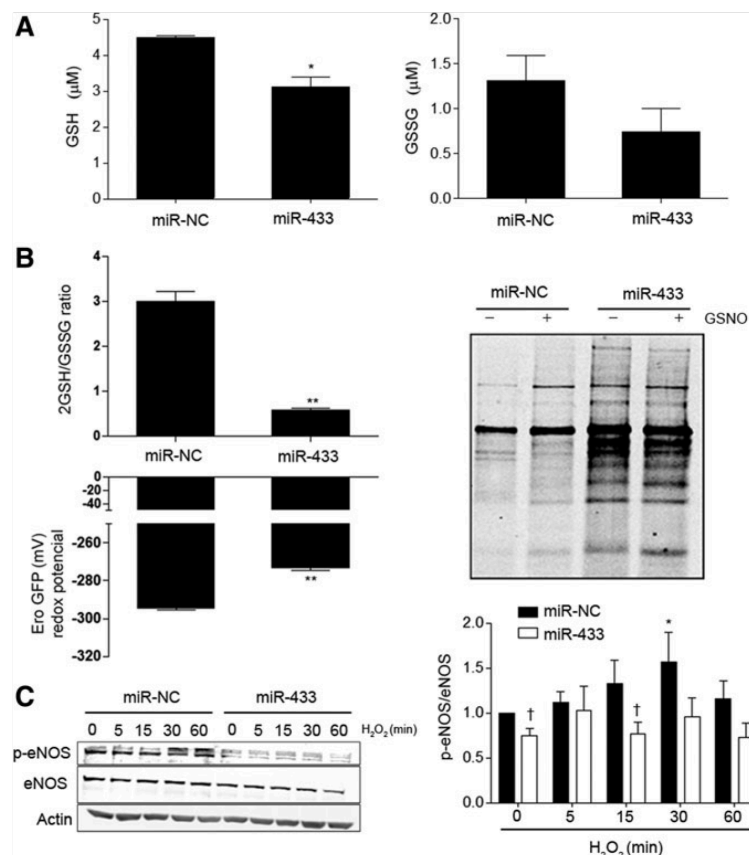 A
GSH (μM)
5
4
3
2
1
0
*
miR-NC miR-433
GSSG (μM)
2.0
1.5
1.0
0.5
0.0
miR-NC miR-433
B
2GSH/GSSG ratio
4
3
2
1
0
**
miR-NC miR-433
Ero GFP (mV)
redox potencial
0
-20
-40
-260
-280
-300
-320
**
miR-NC miR-433
– + – + GSNO
C
miR-NC miR-433
0 5 15 30 60 0 5 15 30 60 H2O2 (min)
p-eNOS
eNOS
Actin
miR-NC
miR-433
p-eNOS/eNOS
2.0
1.5
1.0
0.5
0.0
† † *
0 5 15 30 60
H2O2 (min)